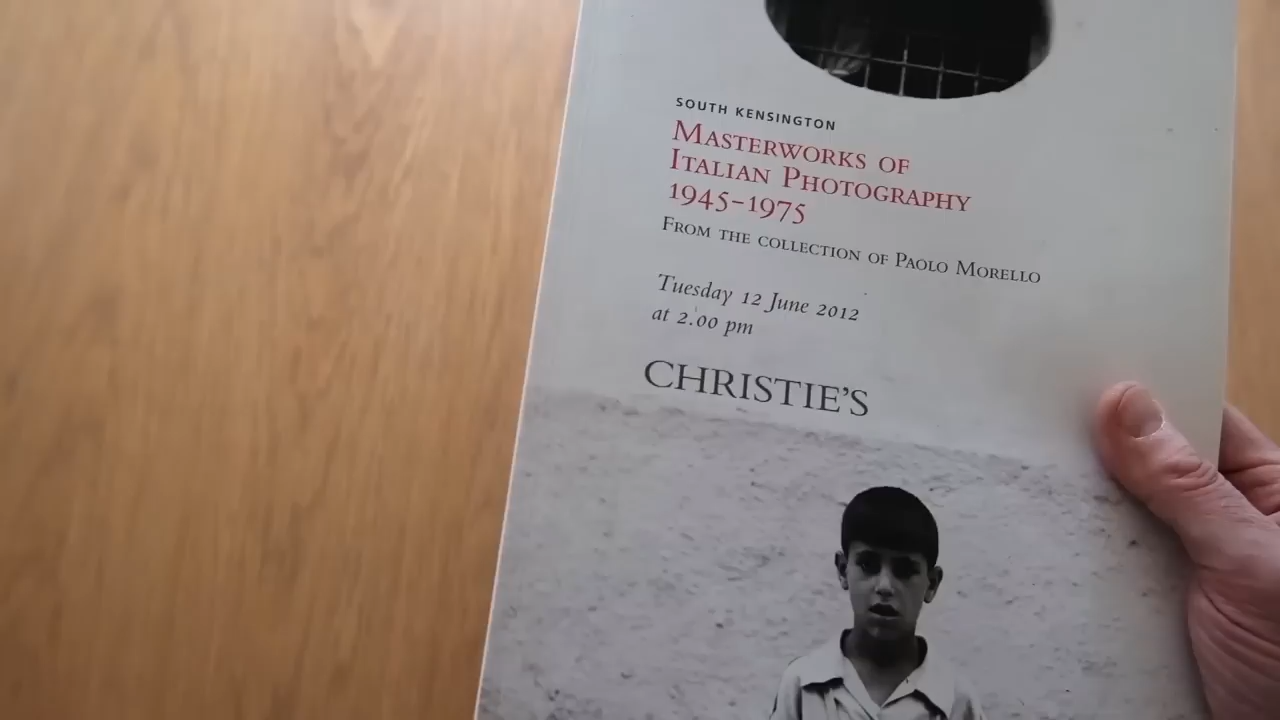 SOUTH KENSINGTON
MASTERWORKS OF
ITALIAN PHOTOGRAPHY
1945-1975
FROM THE COLLECTION OF PAOLO MORELLO
Tuesday 12 June 2012
at 2.00 pm
CHRISTIE'S